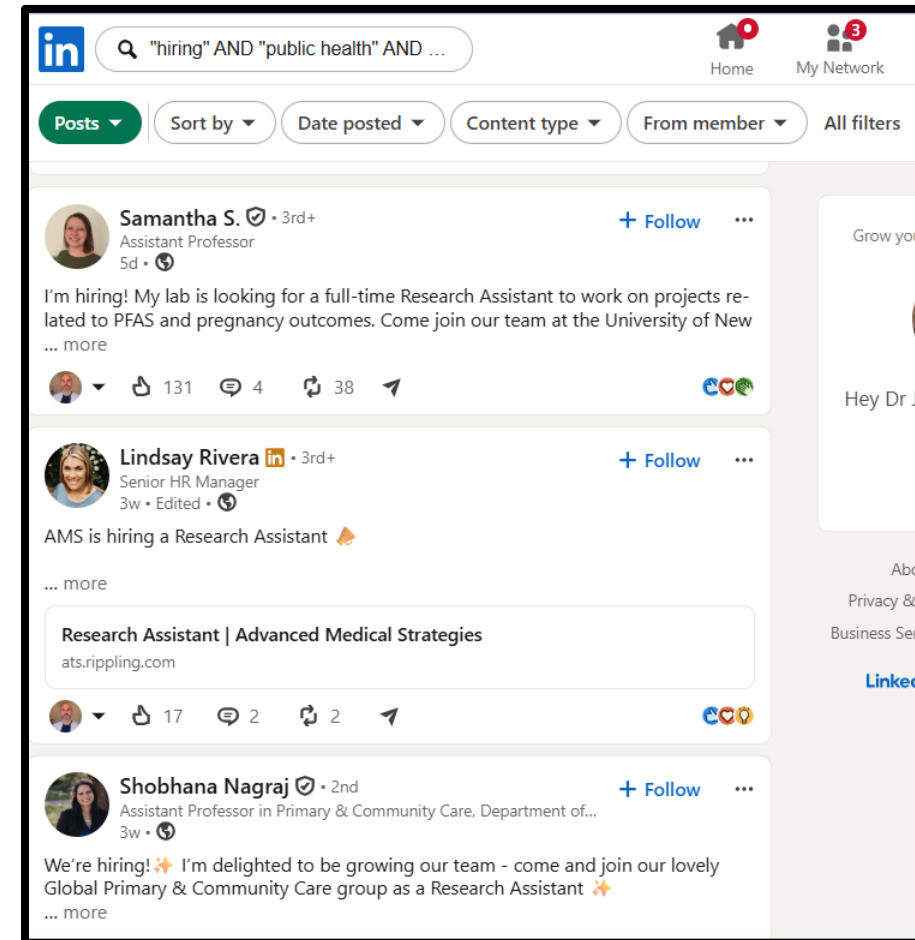 in
"hiring" AND "public health" AND ...
Home
3
My Network
Posts
Sort by
Date posted
Content type
From member
All filters
Samantha S. • 3rd+
+ Follow
Assistant Professor
5d •
I'm hiring! My lab is looking for a full-time Research Assistant to work on projects re-
lated to PFAS and pregnancy outcomes. Come join our team at the University of New
... more
131
4
38
Lindsay Rivera in • 3rd+
+ Follow
Senior HR Manager
3w • Edited •
AMS is hiring a Research Assistant
... more
Research Assistant | Advanced Medical Strategies
ats.rippling.com
17
2
2
Shobhana Nagraj • 2nd
+ Follow
Assistant Professor in Primary & Community Care, Department of...
3w •
We're hiring!✨ I'm delighted to be growing our team - come and join our lovely
Global Primary & Community Care group as a Research Assistant ✨
... more
Grow you
Hey Dr J
Abo
Privacy &
Business Se
Linked